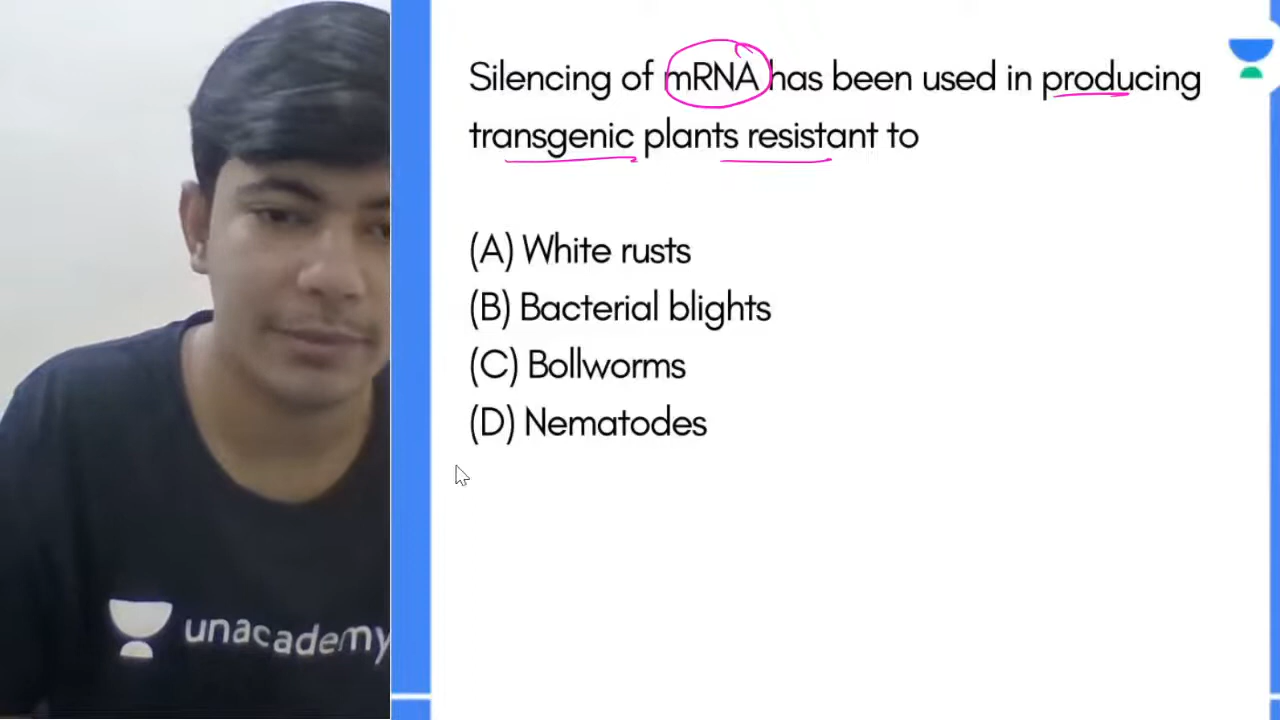 Silencing of mRNA has been used in producing
transgenic plants resistant to
(A) White rusts
(B) Bacterial blights
(C) Bollworms
(D) Nematodes
unacademy